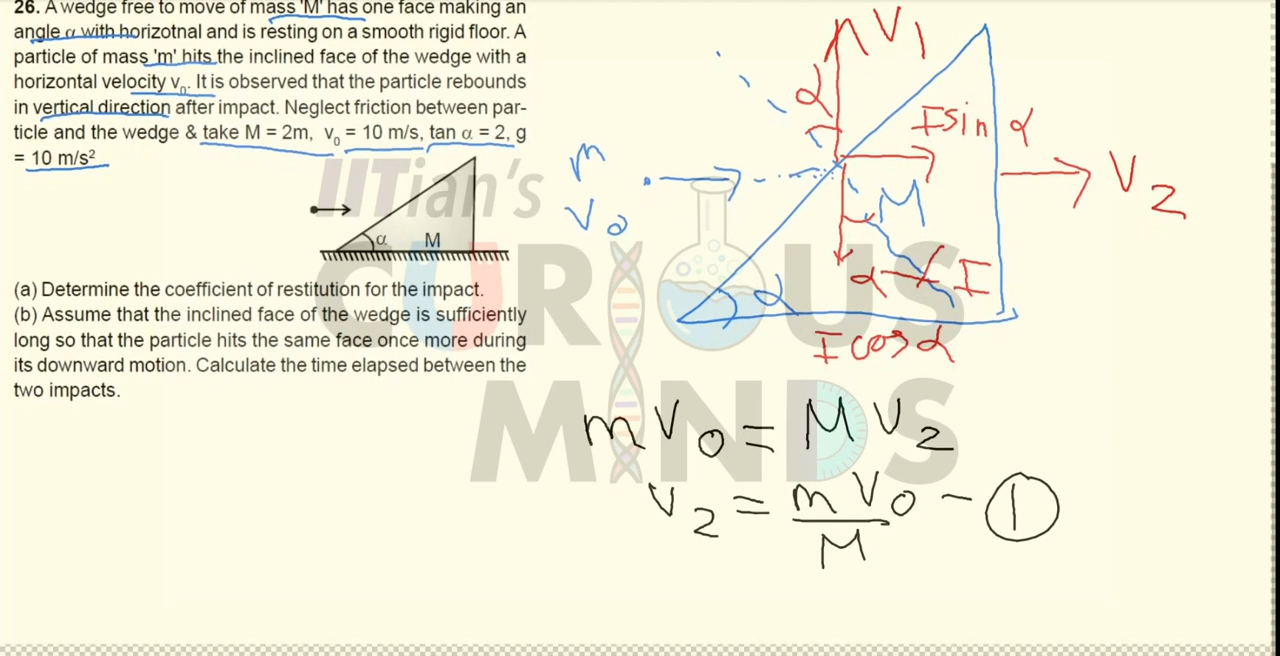 26. A wedge free to move of mass 'M' has one face making an
angle α with horizotnal and is resting on a smooth rigid floor. A
particle of mass 'm' hits the inclined face of the wedge with a
horizontal velocity v₀. It is observed that the particle rebounds
in vertical direction after impact. Neglect friction between par-
ticle and the wedge & take M = 2m, v₀ = 10 m/s, tan α = 2, g
= 10 m/s²
α M
(a) Determine the coefficient of restitution for the impact.
(b) Assume that the inclined face of the wedge is sufficiently
long so that the particle hits the same face once more during
its downward motion. Calculate the time elapsed between the
two impacts.
IITian's
CURIOUS
MINDS
V₁
α
I sin α
m
V₀
V₂
M
α I
α
I cos α
m V₀ = M V₂
V₂ = m V₀ / M - ①